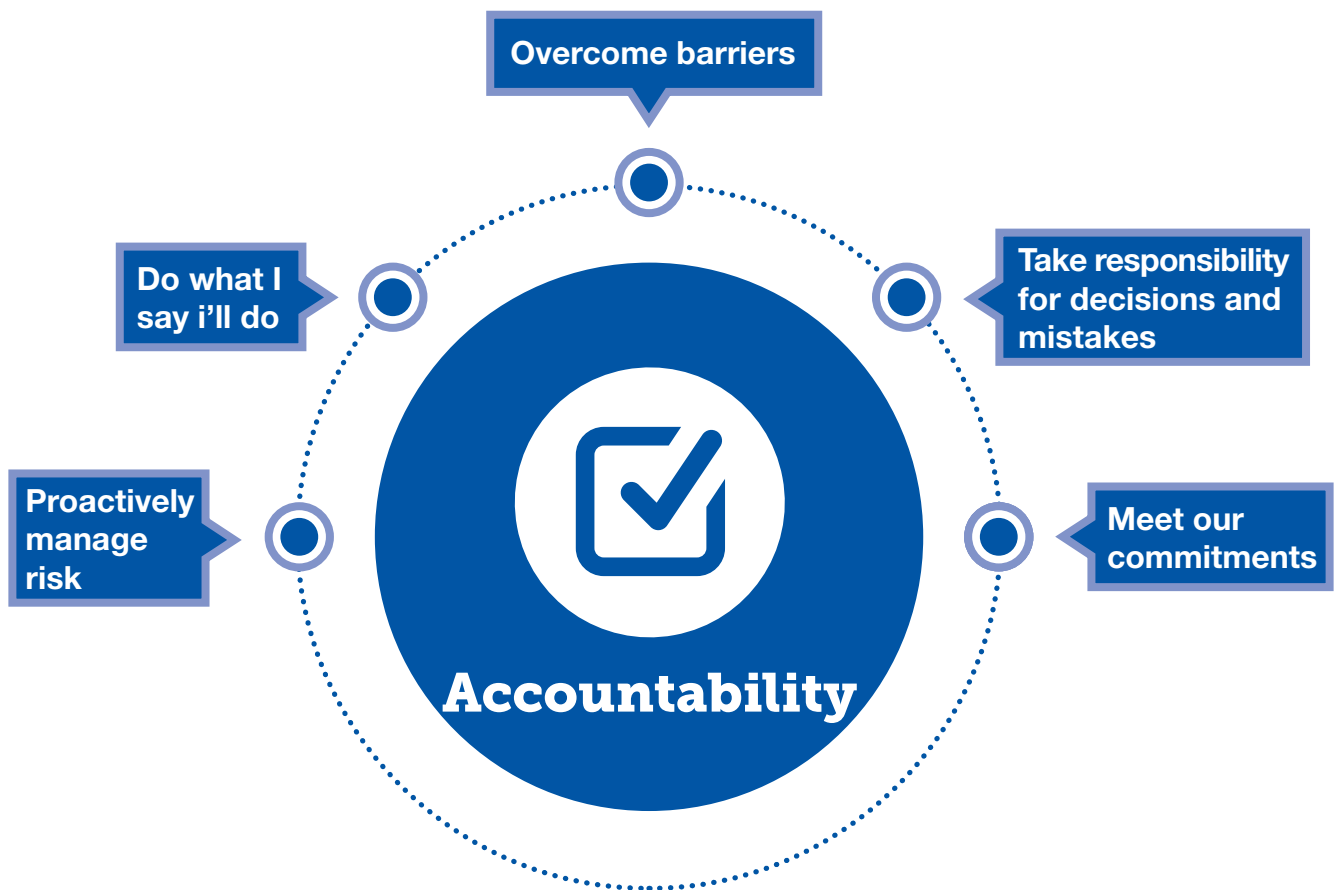 Overcome barriers
Do what I
say i’ll do
Take responsibility
for decisions and
mistakes
Proactively
manage
risk
Meet our
commitments
Accountability